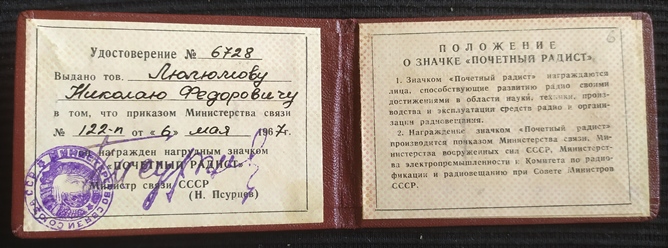 Удостоверение № 6728
Выдано тов.
Николаю Федоровичу
в том, что приказом Министерства связи
№ 122-п от «6» мая 1967г.
он награжден нагрудным значком
«ПОЧЕТНЫЙ РАДИСТ»
Министр связи СССР
(Н. Псурцев)
ПОЛОЖЕНИЕ
О ЗНАЧКЕ «ПОЧЕТНЫЙ РАДИСТ»
1. Значком «Почетный радист» награждаются
лица, способствующие развитию радио своими
достижениями в области науки, техники, произ-
водства и эксплуатации средств радио и органи-
зации радиовещания.
2. Награждение значком «Почетный радист»
производится приказом Министерства связи, Ми-
нистерства вооруженных сил СССР, Министерст-
ва электропромышленности и Комитета по радио-
фикации и радиовещанию при Совете Министров
СССР.